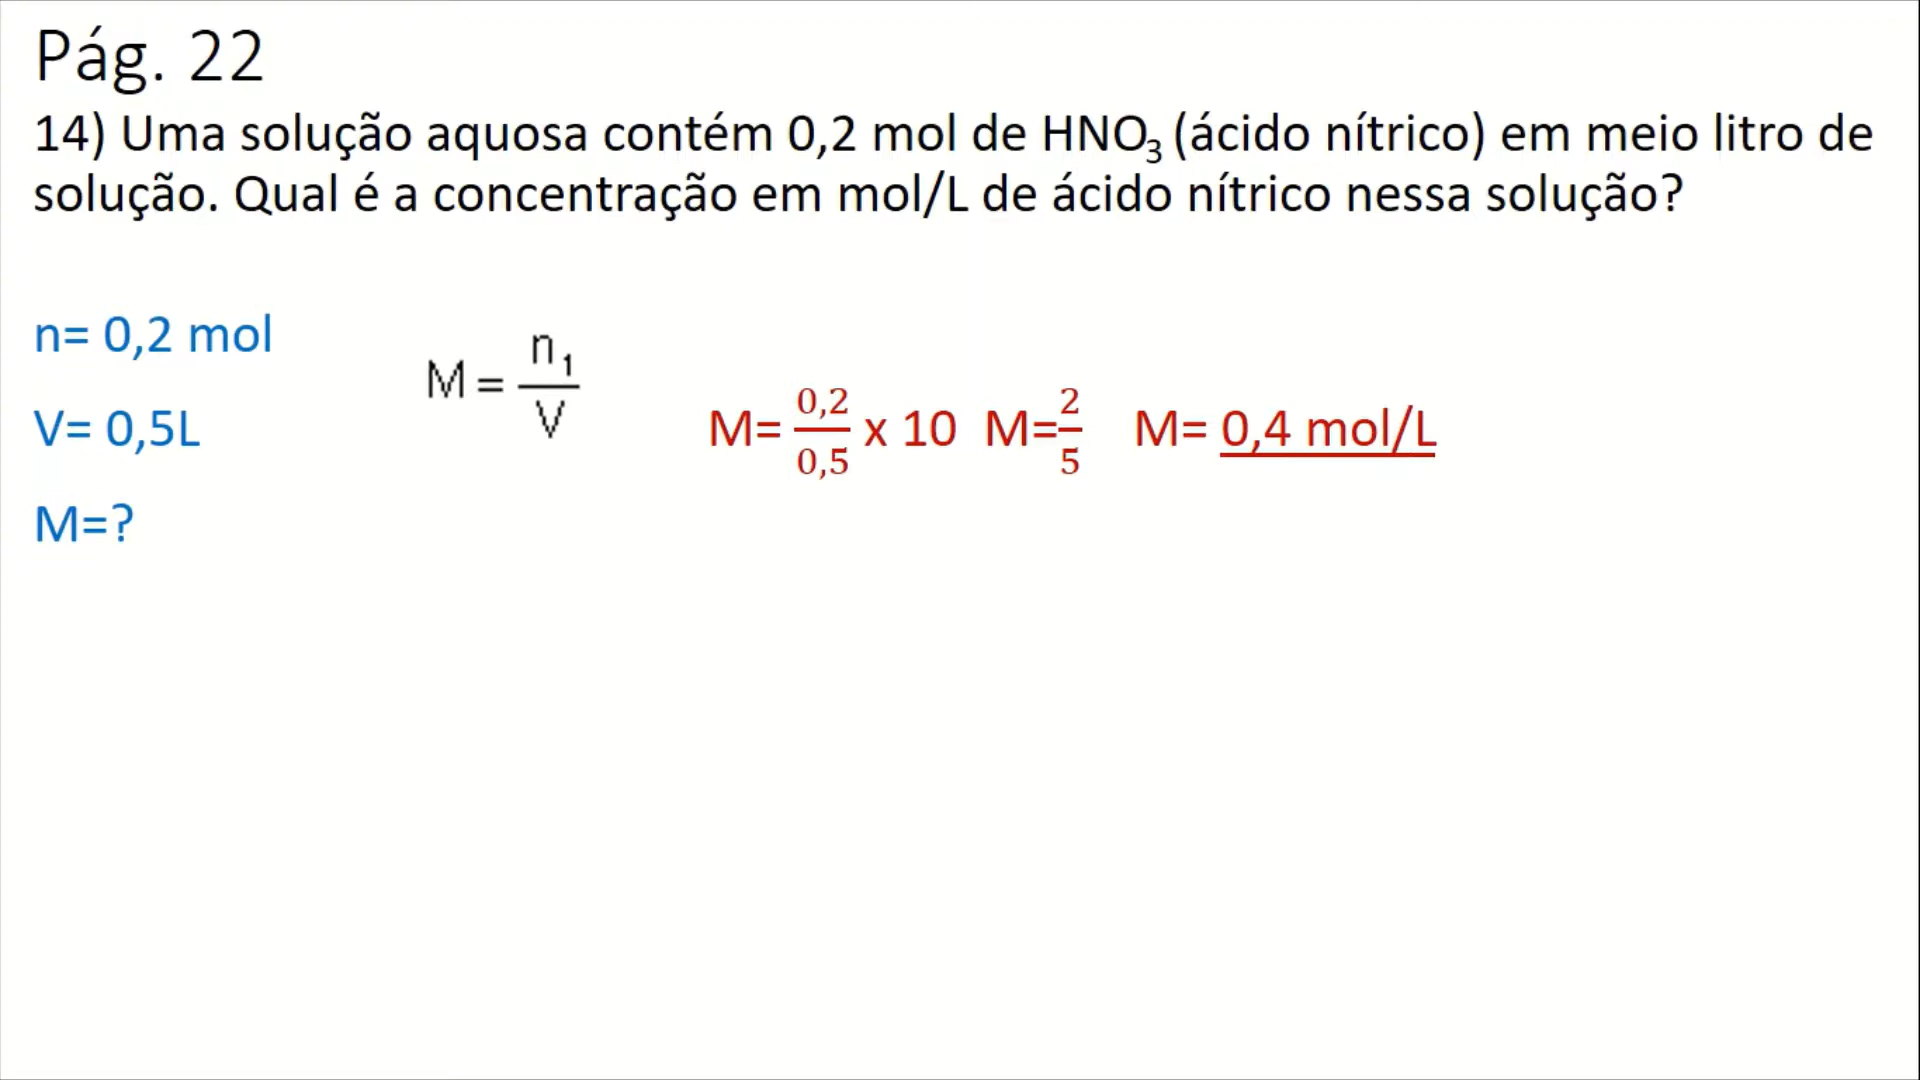 Pág. 22
14) Uma solução aquosa contém 0,2 mol de HNO₃ (ácido nítrico) em meio litro de
solução. Qual é a concentração em mol/L de ácido nítrico nessa solução?
n= 0,2 mol
M = n₁/V
V= 0,5L
M= 0,2/0,5 x 10 M=2/5 M= 0,4 mol/L
M=?